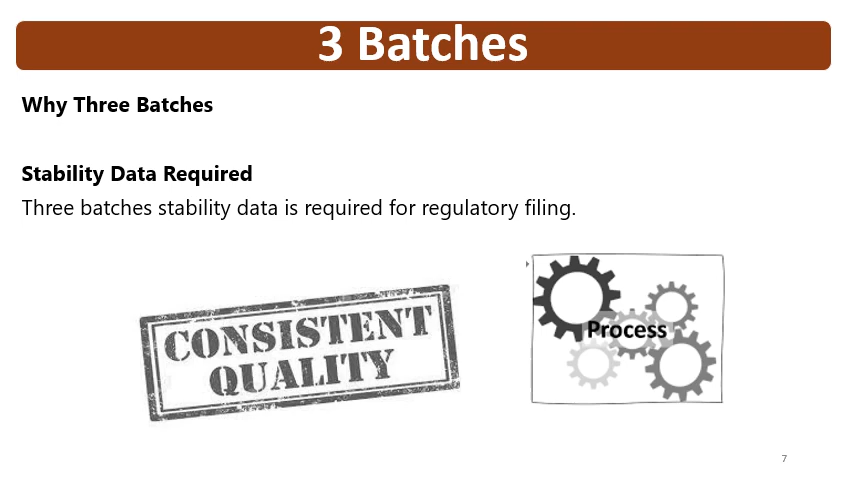 3 Batches
Why Three Batches
Stability Data Required
Three batches stability data is required for regulatory filing.
CONSISTENT
QUALITY
Process
7